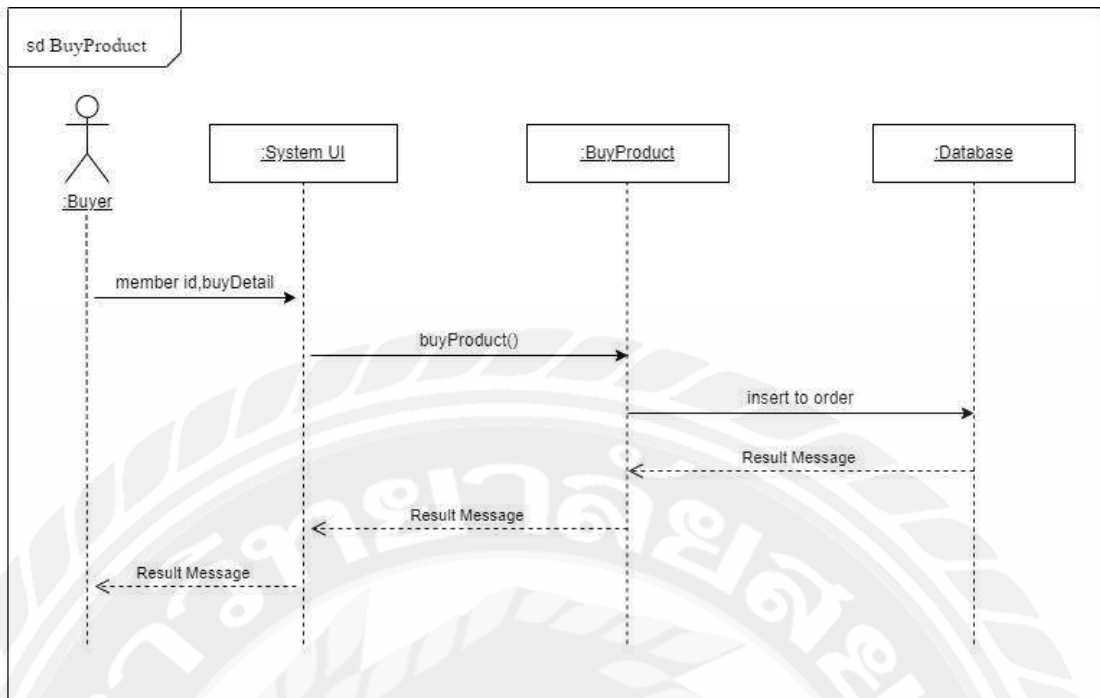 sd BuyProduct
:Buyer
:System UI
:BuyProduct
:Database
member id,buyDetail
buyProduct()
insert to order
Result Message
Result Message
Result Message